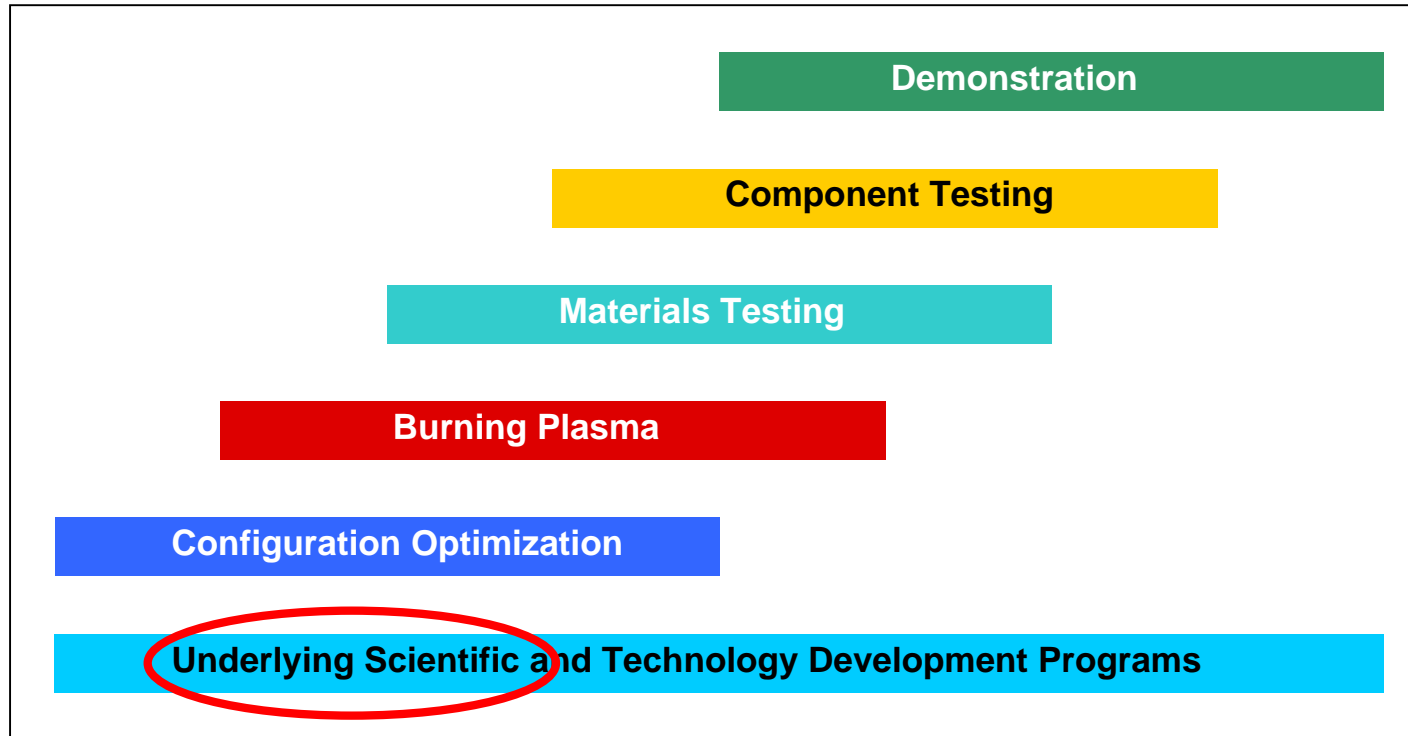 Demonstration
Component Testing
Materials Testing
Burning Plasma
Configuration Optimization
Underlying Scientific and Technology Development Programs